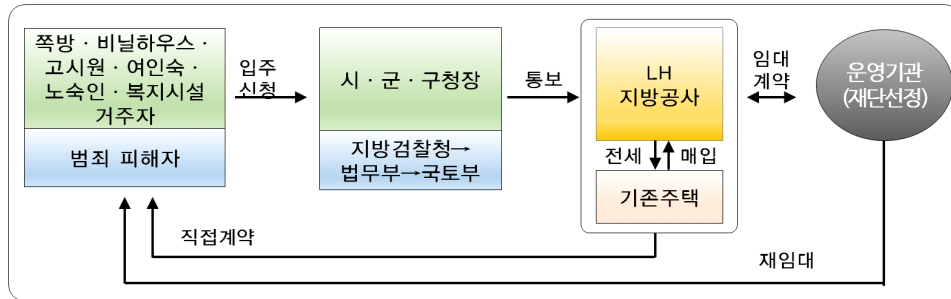 쪽방 · 비닐하우스 ·
고시원 · 여인숙 ·
노숙인 · 복지시설
거주자
범죄 피해자
입주
신청
시 · 군 · 구청장
지방검찰청→
법무부→국토부
통보
LH
지방공사
전세
매입
기존주택
임대
계약
운영기관
(재단선정)
직접계약
재임대